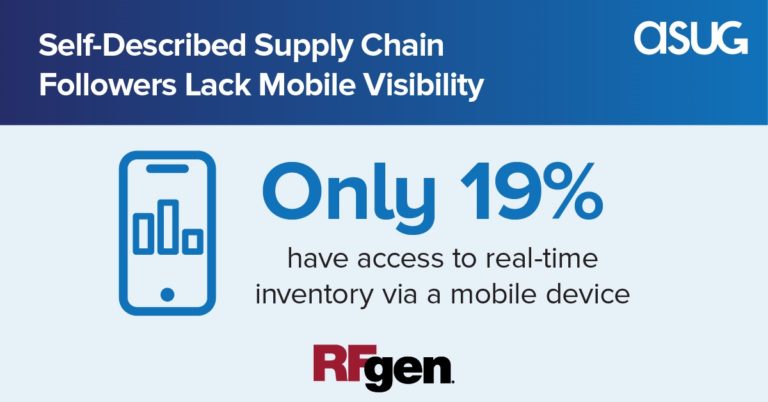 Self-Described Supply Chain
Followers Lack Mobile Visibility
asug
Only 19%
have access to real-time
inventory via a mobile device
RFgen.